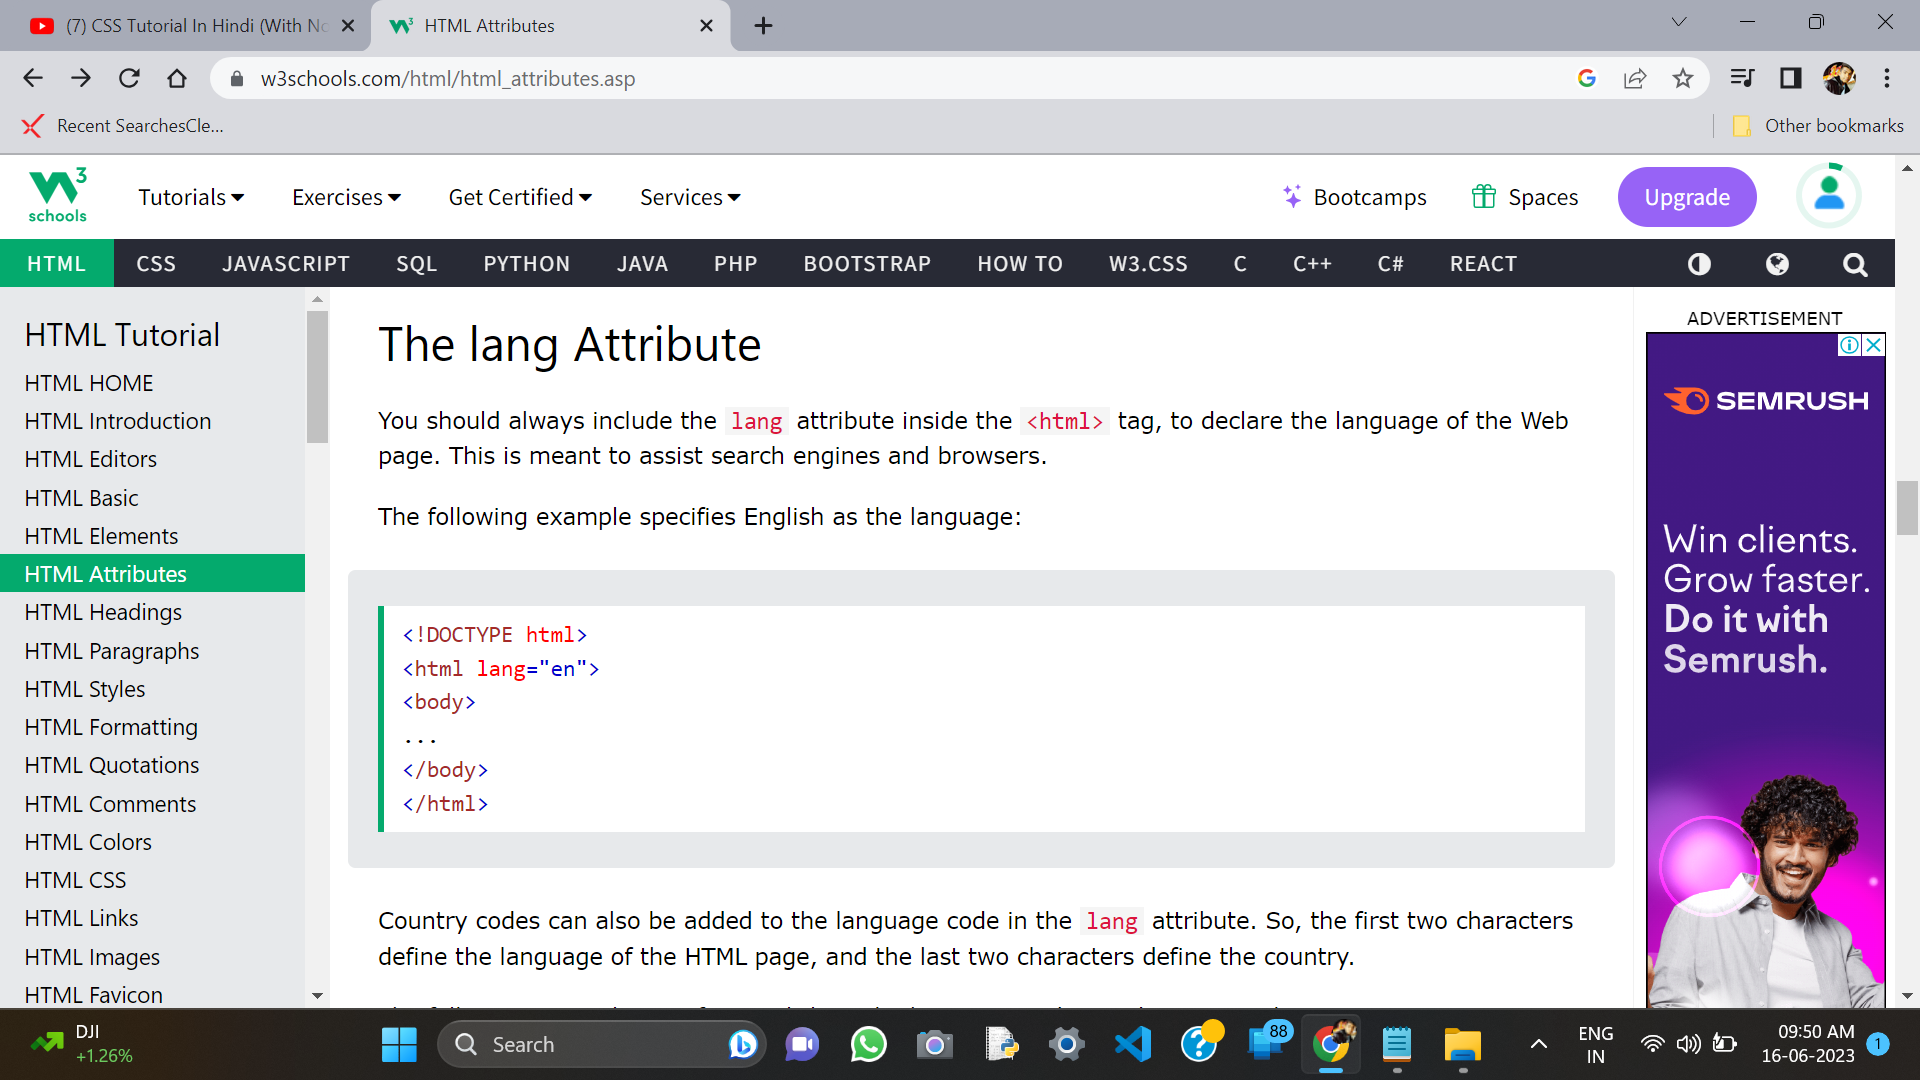 (7) CSS Tutorial In Hindi (With No
HTML Attributes
w3schools.com/html/html_attributes.asp
Recent SearchesCle...
Other bookmarks
W3
schools
Tutorials
Exercises
Get Certified
Services
Bootcamps
Spaces
Upgrade
HTML CSS JAVASCRIPT SQL PYTHON JAVA PHP BOOTSTRAP HOW TO W3.CSS C C++ C# REACT
HTML Tutorial
HTML HOME
HTML Introduction
HTML Editors
HTML Basic
HTML Elements
HTML Attributes
HTML Headings
HTML Paragraphs
HTML Styles
HTML Formatting
HTML Quotations
HTML Comments
HTML Colors
HTML CSS
HTML Links
HTML Images
HTML Favicon
The lang Attribute
You should always include the lang attribute inside the <html> tag, to declare the language of the Web
page. This is meant to assist search engines and browsers.
The following example specifies English as the language:
<!DOCTYPE html>
<html lang="en">
<body>
...
</body>
</html>
Country codes can also be added to the language code in the lang attribute. So, the first two characters
define the language of the HTML page, and the last two characters define the country.
ADVERTISEMENT
SEMRUSH
Win clients.
Grow faster.
Do it with
Semrush.
DJI
+1.26%
Search
88
ENG
IN
09:50 AM
16-06-2023
1